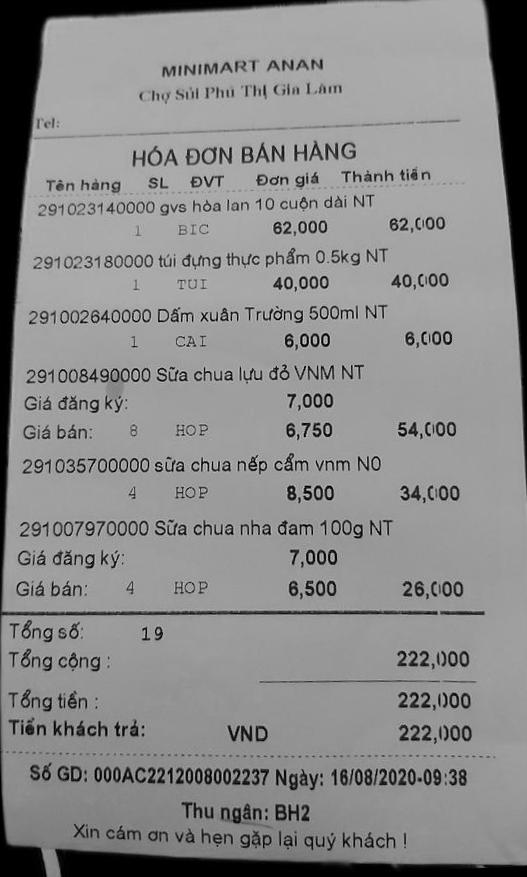 MINIMART ANAN
Chợ Sủi Phú Thị Gia Lâm
Tel:
HÓA ĐƠN BÁN HÀNG
Tên hàng SL ĐVT Đơn giá Thành tiền
291023140000 gvs hòa lan 10 cuộn dài NT
1 BIC 62,000 62,000
291023180000 túi đựng thực phẩm 0.5kg NT
1 TUI 40,000 40,000
291002640000 Dấm xuân Trường 500ml NT
1 CAI 6,000 6,000
291008490000 Sữa chua lựu đỏ VNM NT
Giá đăng ký: 7,000
Giá bán: 8 HOP 6,750 54,000
291035700000 sữa chua nếp cẩm vnm N0
4 HOP 8,500 34,000
291007970000 Sữa chua nha đam 100g NT
Giá đăng ký: 7,000
Giá bán: 4 HOP 6,500 26,000
Tổng số: 19
Tổng cộng : 222,000
Tổng tiền : 222,000
Tiền khách trả: VND 222,000
Số GD: 000AC2212008002237 Ngày: 16/08/2020-09:38
Thu ngân: BH2
Xin cám ơn và hẹn gặp lại quý khách !